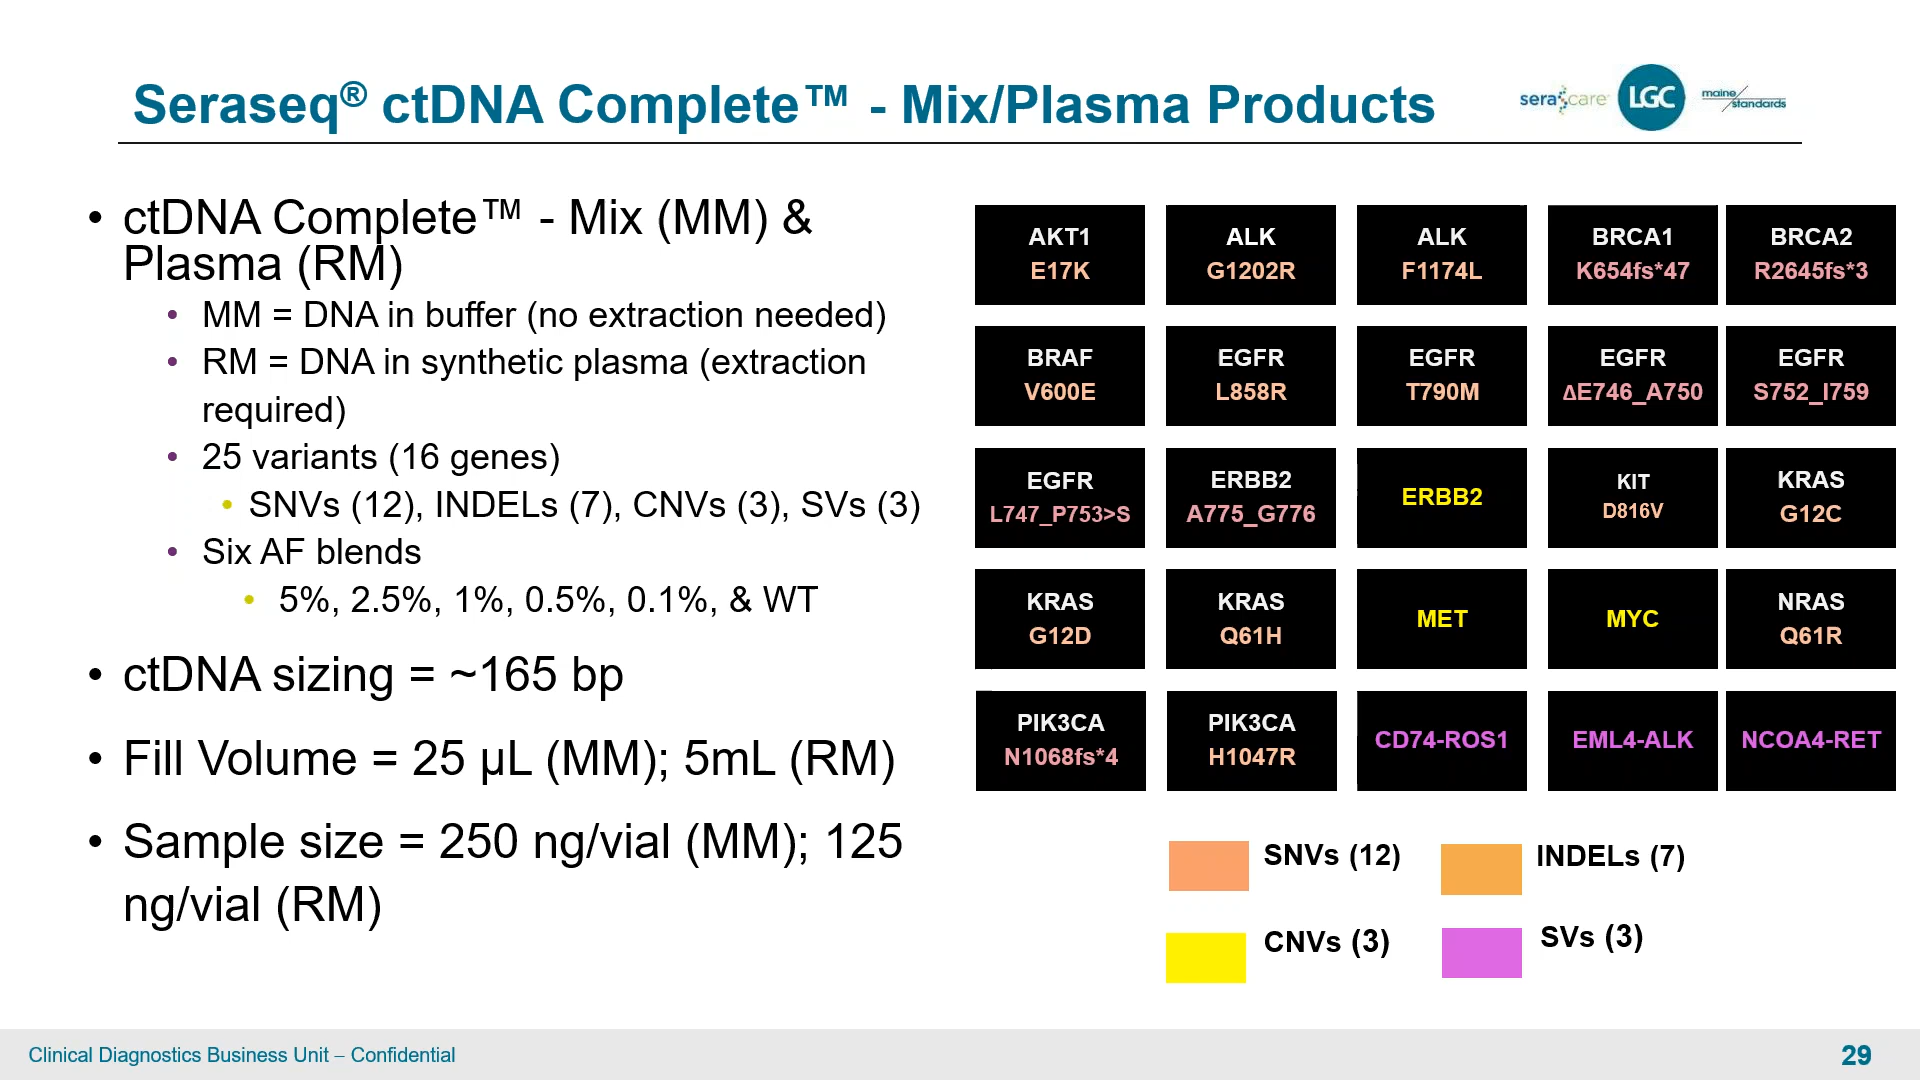 Seraseq® ctDNA Complete™ - Mix/Plasma Products
sera care
LGC
maine standards
• ctDNA Complete™ - Mix (MM) &
Plasma (RM)
• MM = DNA in buffer (no extraction needed)
• RM = DNA in synthetic plasma (extraction
required)
• 25 variants (16 genes)
• SNVs (12), INDELs (7), CNVs (3), SVs (3)
• Six AF blends
• 5%, 2.5%, 1%, 0.5%, 0.1%, & WT
• ctDNA sizing = ~165 bp
• Fill Volume = 25 µL (MM); 5mL (RM)
• Sample size = 250 ng/vial (MM); 125
ng/vial (RM)
AKT1
E17K
ALK
G1202R
ALK
F1174L
BRCA1
K654fs*47
BRCA2
R2645fs*3
BRAF
V600E
EGFR
L858R
EGFR
T790M
EGFR
ΔE746_A750
EGFR
S752_I759
EGFR
L747_P753>S
ERBB2
A775_G776
ERBB2
KIT
D816V
KRAS
G12C
KRAS
G12D
KRAS
Q61H
MET
MYC
NRAS
Q61R
PIK3CA
N1068fs*4
PIK3CA
H1047R
CD74-ROS1
EML4-ALK
NCOA4-RET
SNVs (12)
INDELs (7)
CNVs (3)
SVs (3)
Clinical Diagnostics Business Unit – Confidential
29